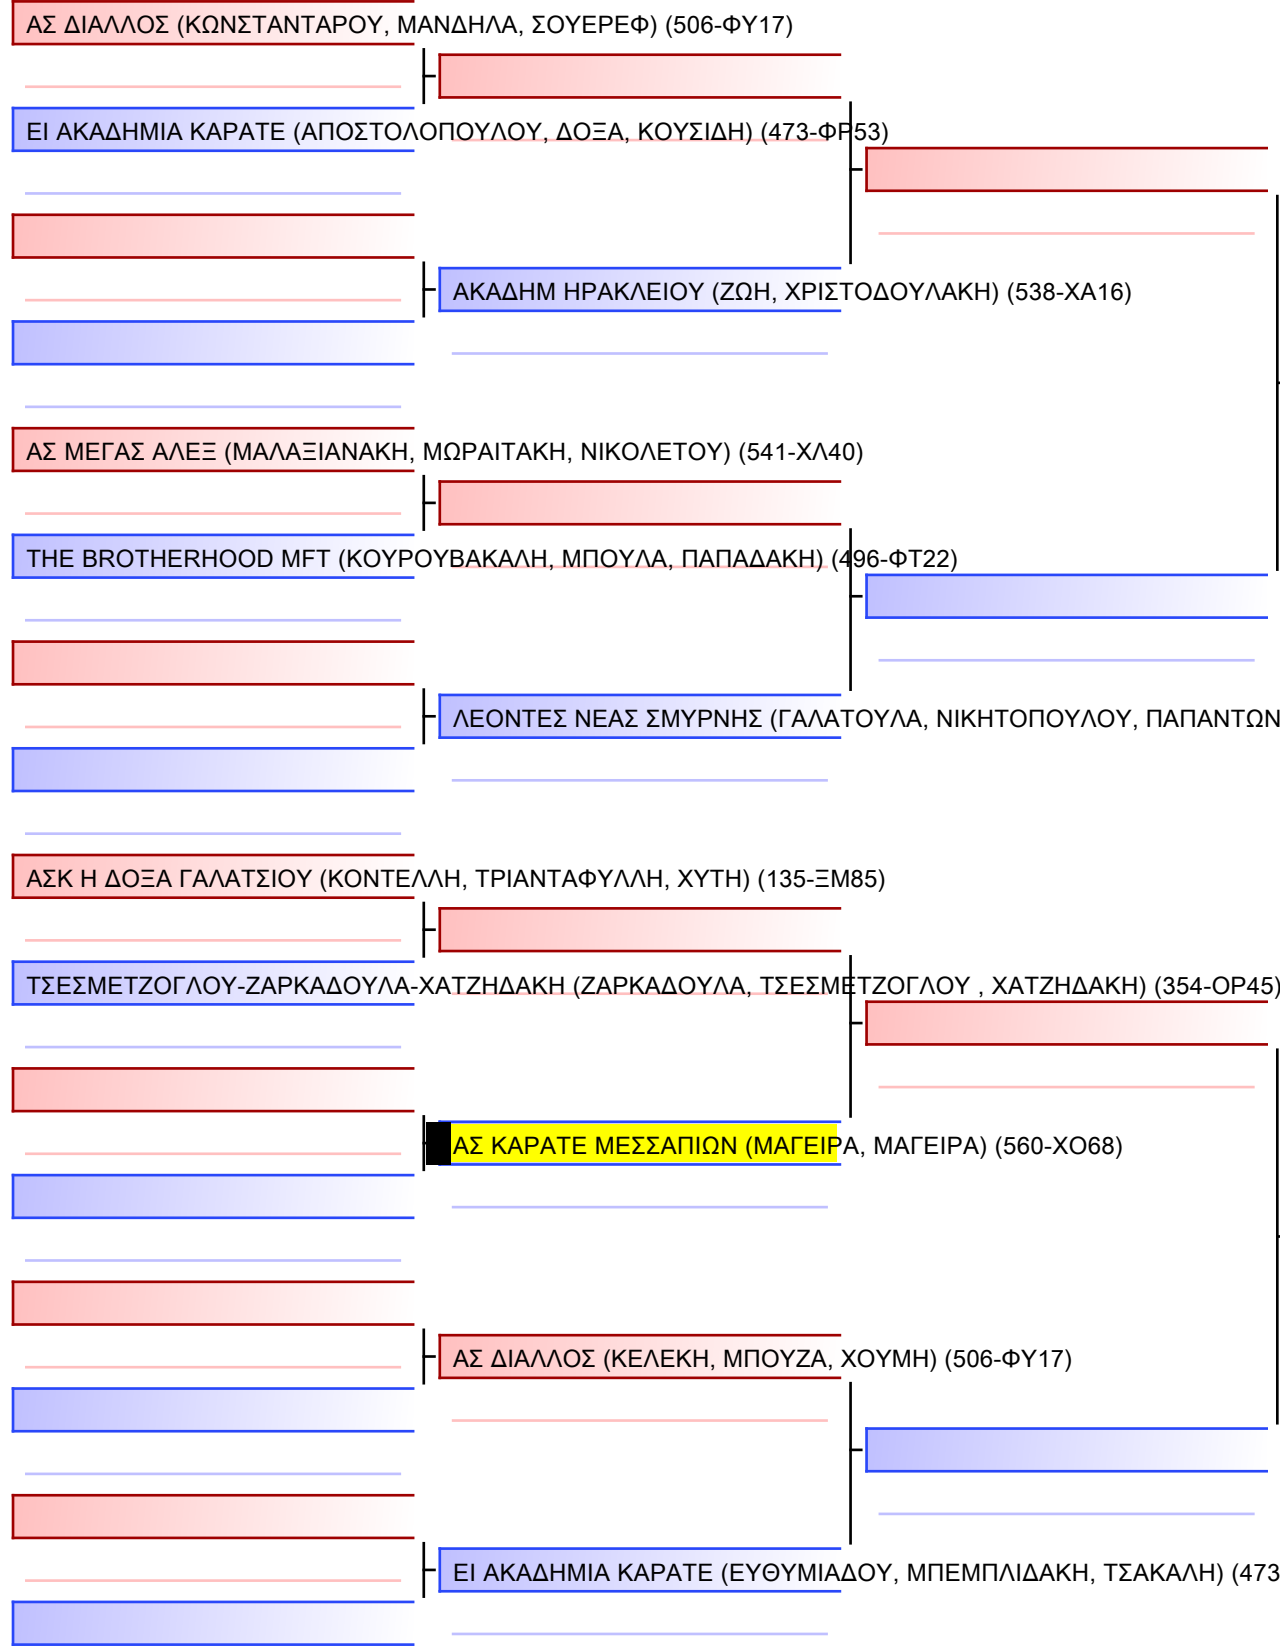 ΑΣ ΔΙΑΛΛΟΣ (ΚΩΝΣΤΑΝΤΑΡΟΥ, ΜΑΝΔΗΛΑ, ΣΟΥΕΡΕΦ) (506-ΦΥ17)
ΕΙ ΑΚΑΔΗΜΙΑ ΚΑΡΑΤΕ (ΑΠΟΣΤΟΛΟΠΟΥΛΟΥ, ΔΟΞΑ, ΚΟΥΣΙΔΗ) (473-ΦΡ53)
ΑΚΑΔΗΜ ΗΡΑΚΛΕΙΟΥ (ΖΩΗ, ΧΡΙΣΤΟΔΟΥΛΑΚΗ) (538-ΧΑ16)
ΑΣ ΜΕΓΑΣ ΑΛΕΞ (ΜΑΛΑΞΙΑΝΑΚΗ, ΜΩΡΑΙΤΑΚΗ, ΝΙΚΟΛΕΤΟΥ) (541-ΧΛ40)
THE BROTHERHOOD MFT (ΚΟΥΡΟΥΒΑΚΑΛΗ, ΜΠΟΥΛΑ, ΠΑΠΑΔΑΚΗ) (496-ΦΤ22)
ΛΕΟΝΤΕΣ ΝΕΑΣ ΣΜΥΡΝΗΣ (ΓΑΛΑΤΟΥΛΑ, ΝΙΚΗΤΟΠΟΥΛΟΥ, ΠΑΠΑΝΤΩΝ
ΑΣΚ Η ΔΟΞΑ ΓΑΛΑΤΣΙΟΥ (ΚΟΝΤΕΛΛΗ, ΤΡΙΑΝΤΑΦΥΛΛΗ, ΧΥΤΗ) (135-ΞΜ85)
ΤΣΕΣΜΕΤΖΟΓΛΟΥ-ΖΑΡΚΑΔΟΥΛΑ-ΧΑΤΖΗΔΑΚΗ (ΖΑΡΚΑΔΟΥΛΑ, ΤΣΕΣΜΕΤΖΟΓΛΟΥ , ΧΑΤΖΗΔΑΚΗ) (354-ΟΡ45)
ΑΣ ΚΑΡΑΤΕ ΜΕΣΣΑΠΙΩΝ (ΜΑΓΕΙΡΑ, ΜΑΓΕΙΡΑ) (560-ΧΟ68)
ΑΣ ΔΙΑΛΛΟΣ (ΚΕΛΕΚΗ, ΜΠΟΥΖΑ, ΧΟΥΜΗ) (506-ΦΥ17)
ΕΙ ΑΚΑΔΗΜΙΑ ΚΑΡΑΤΕ (ΕΥΘΥΜΙΑΔΟΥ, ΜΠΕΜΠΛΙΔΑΚΗ, ΤΣΑΚΑΛΗ) (473